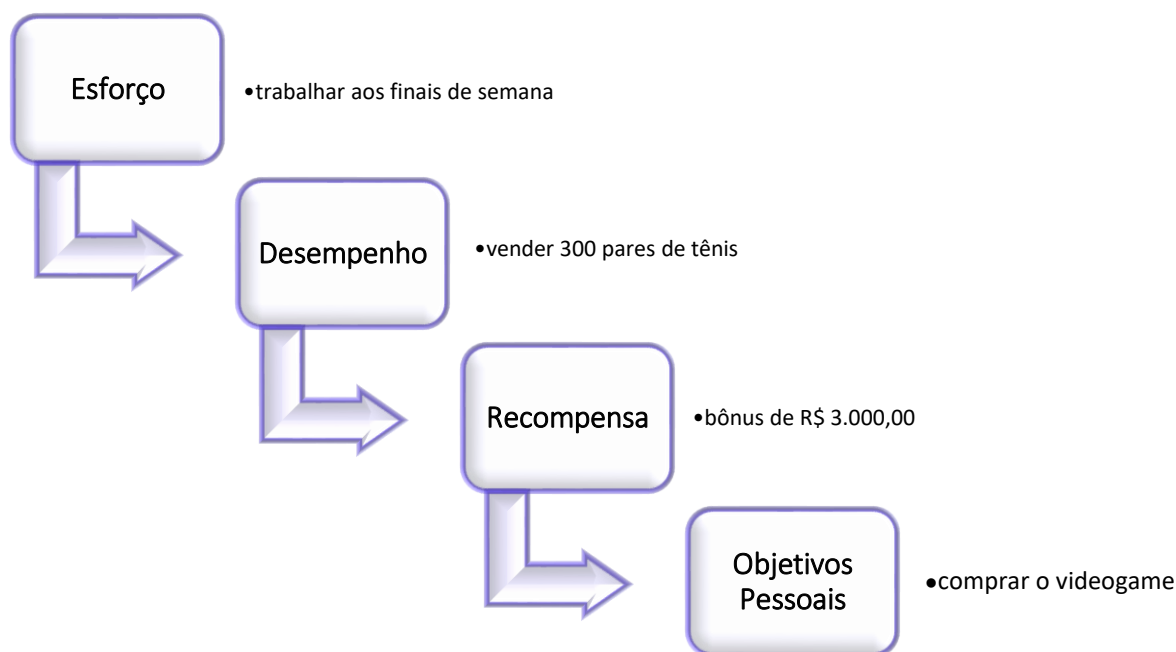 Esforço
•trabalhar aos finais de semana
Desempenho
•vender 300 pares de tênis
Recompensa
•bônus de R$ 3.000,00
Objetivos
Pessoais
•comprar o videogame